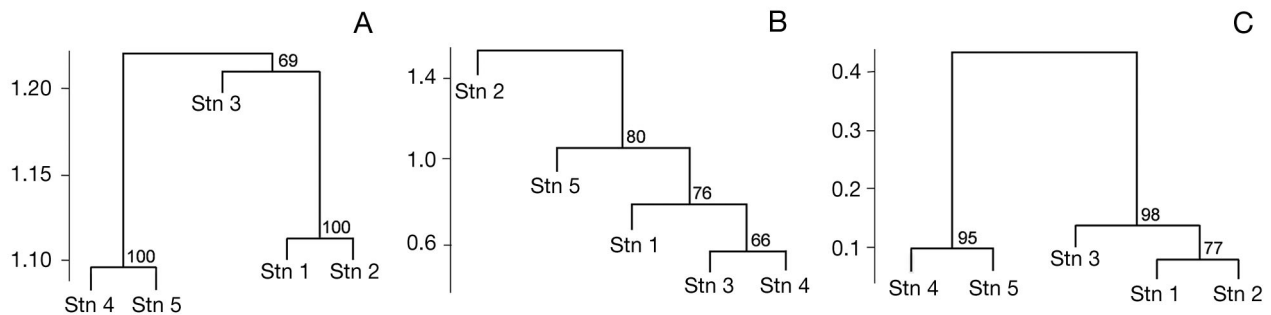 A
1.20
1.15
1.10
69
Stn 3
100
Stn 1 Stn 2
100
Stn 4 Stn 5
B
1.4
1.0
0.6
Stn 2
80
Stn 5
76
Stn 1
66
Stn 3 Stn 4
C
0.4
0.3
0.2
0.1
98
Stn 3
95
Stn 4 Stn 5
77
Stn 1 Stn 2